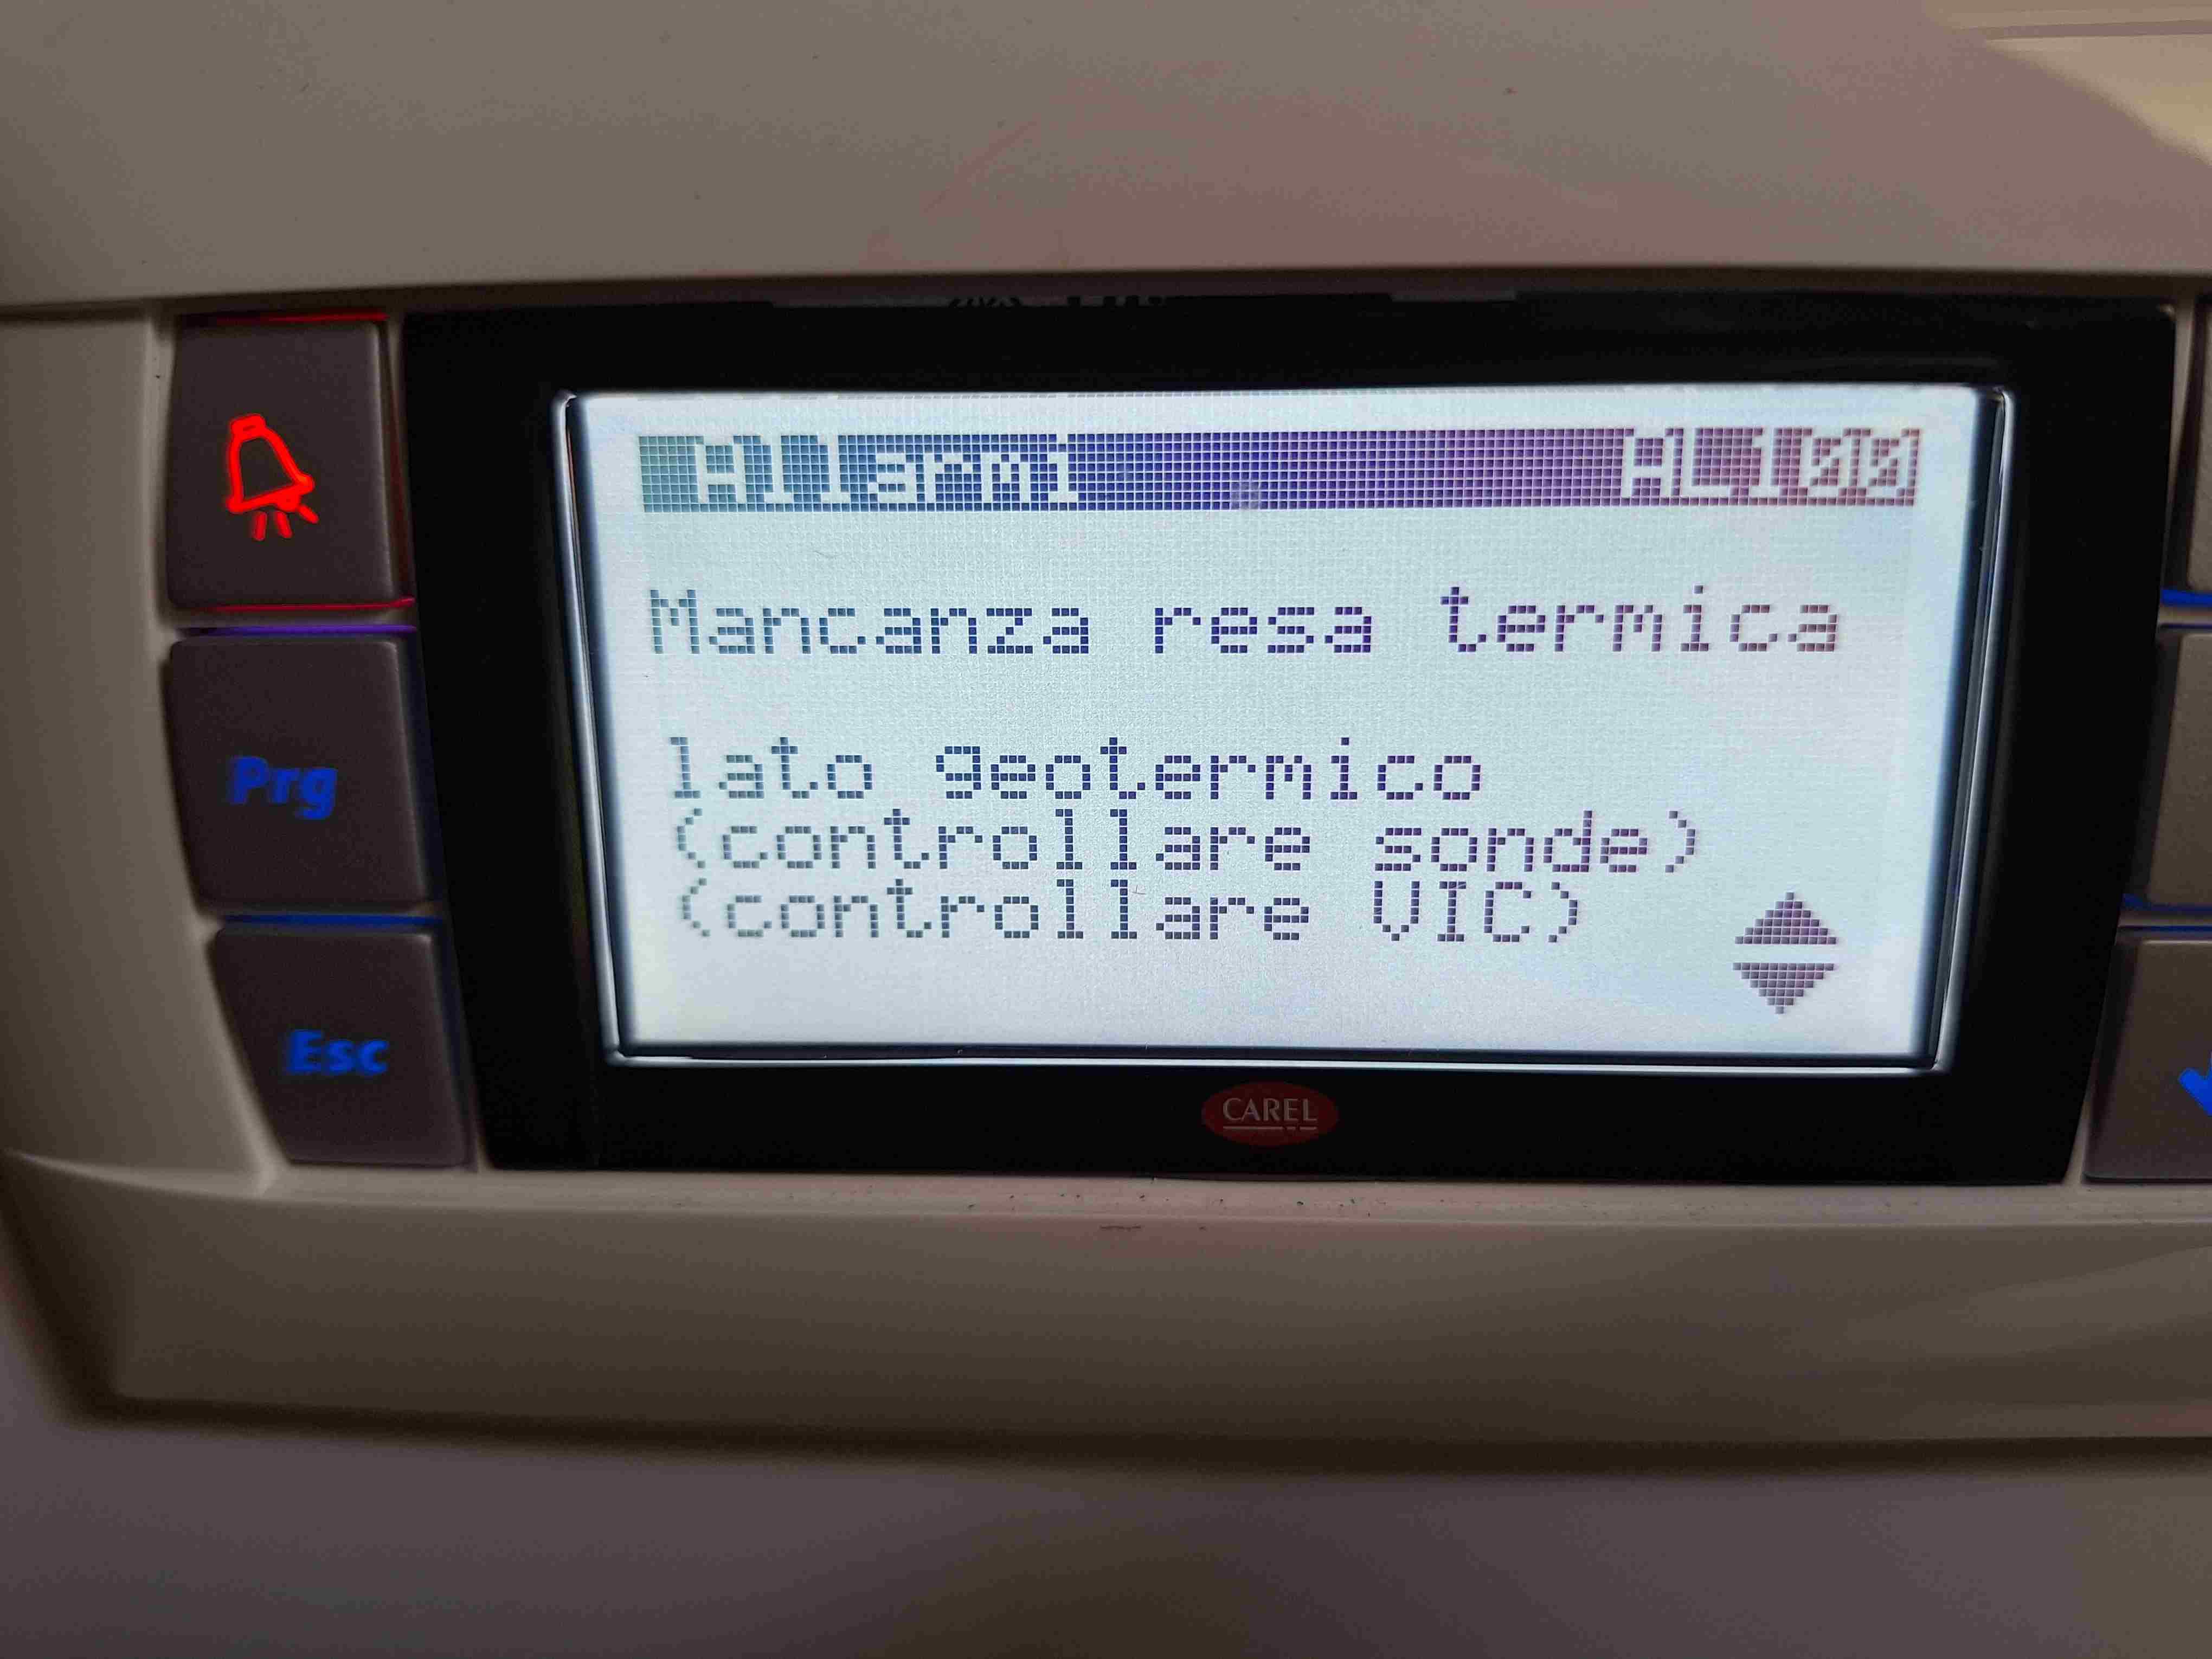 Allarmi AL100
Mancanza resa termica
lato geotermico
(controllare sonde)
(controllare VIC)
Prg
Esc
CAREL